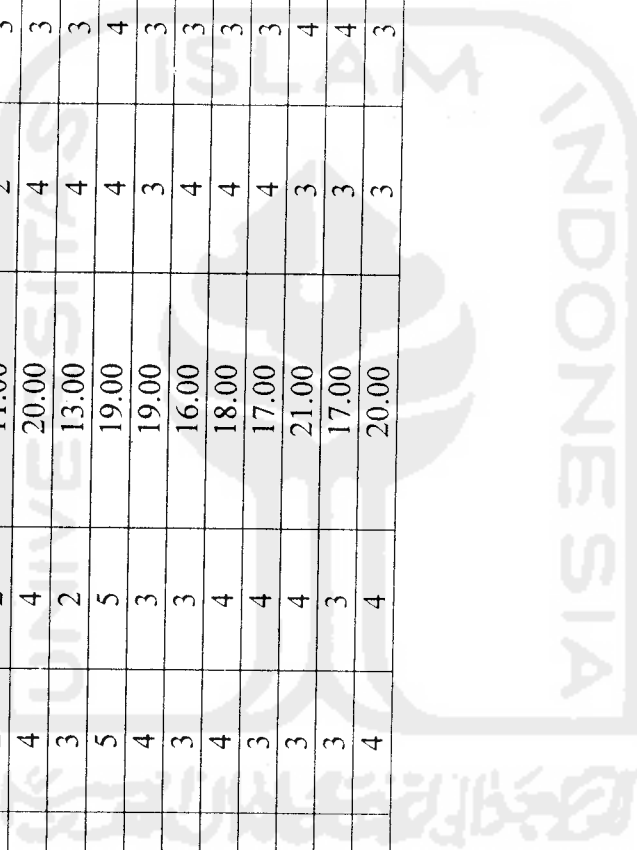 4 4 20.00 4 3
3 2 13.00 4 3
5 5 19.00 4 4
4 3 19.00 3 3
3 3 16.00 4 3
4 4 18.00 4 3
3 4 17.00 4 3
3 4 21.00 3 4
3 3 17.00 3 4
4 4 20.00 3 3
UNIVERSITAS
ISLAM
INDONESIA